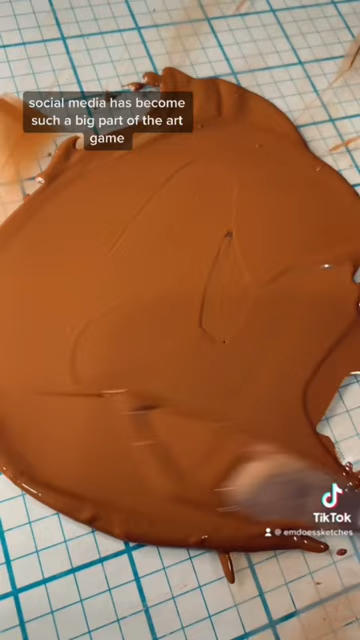 social media has become
such a big part of the art
game
TikTok
@ emdoessketches